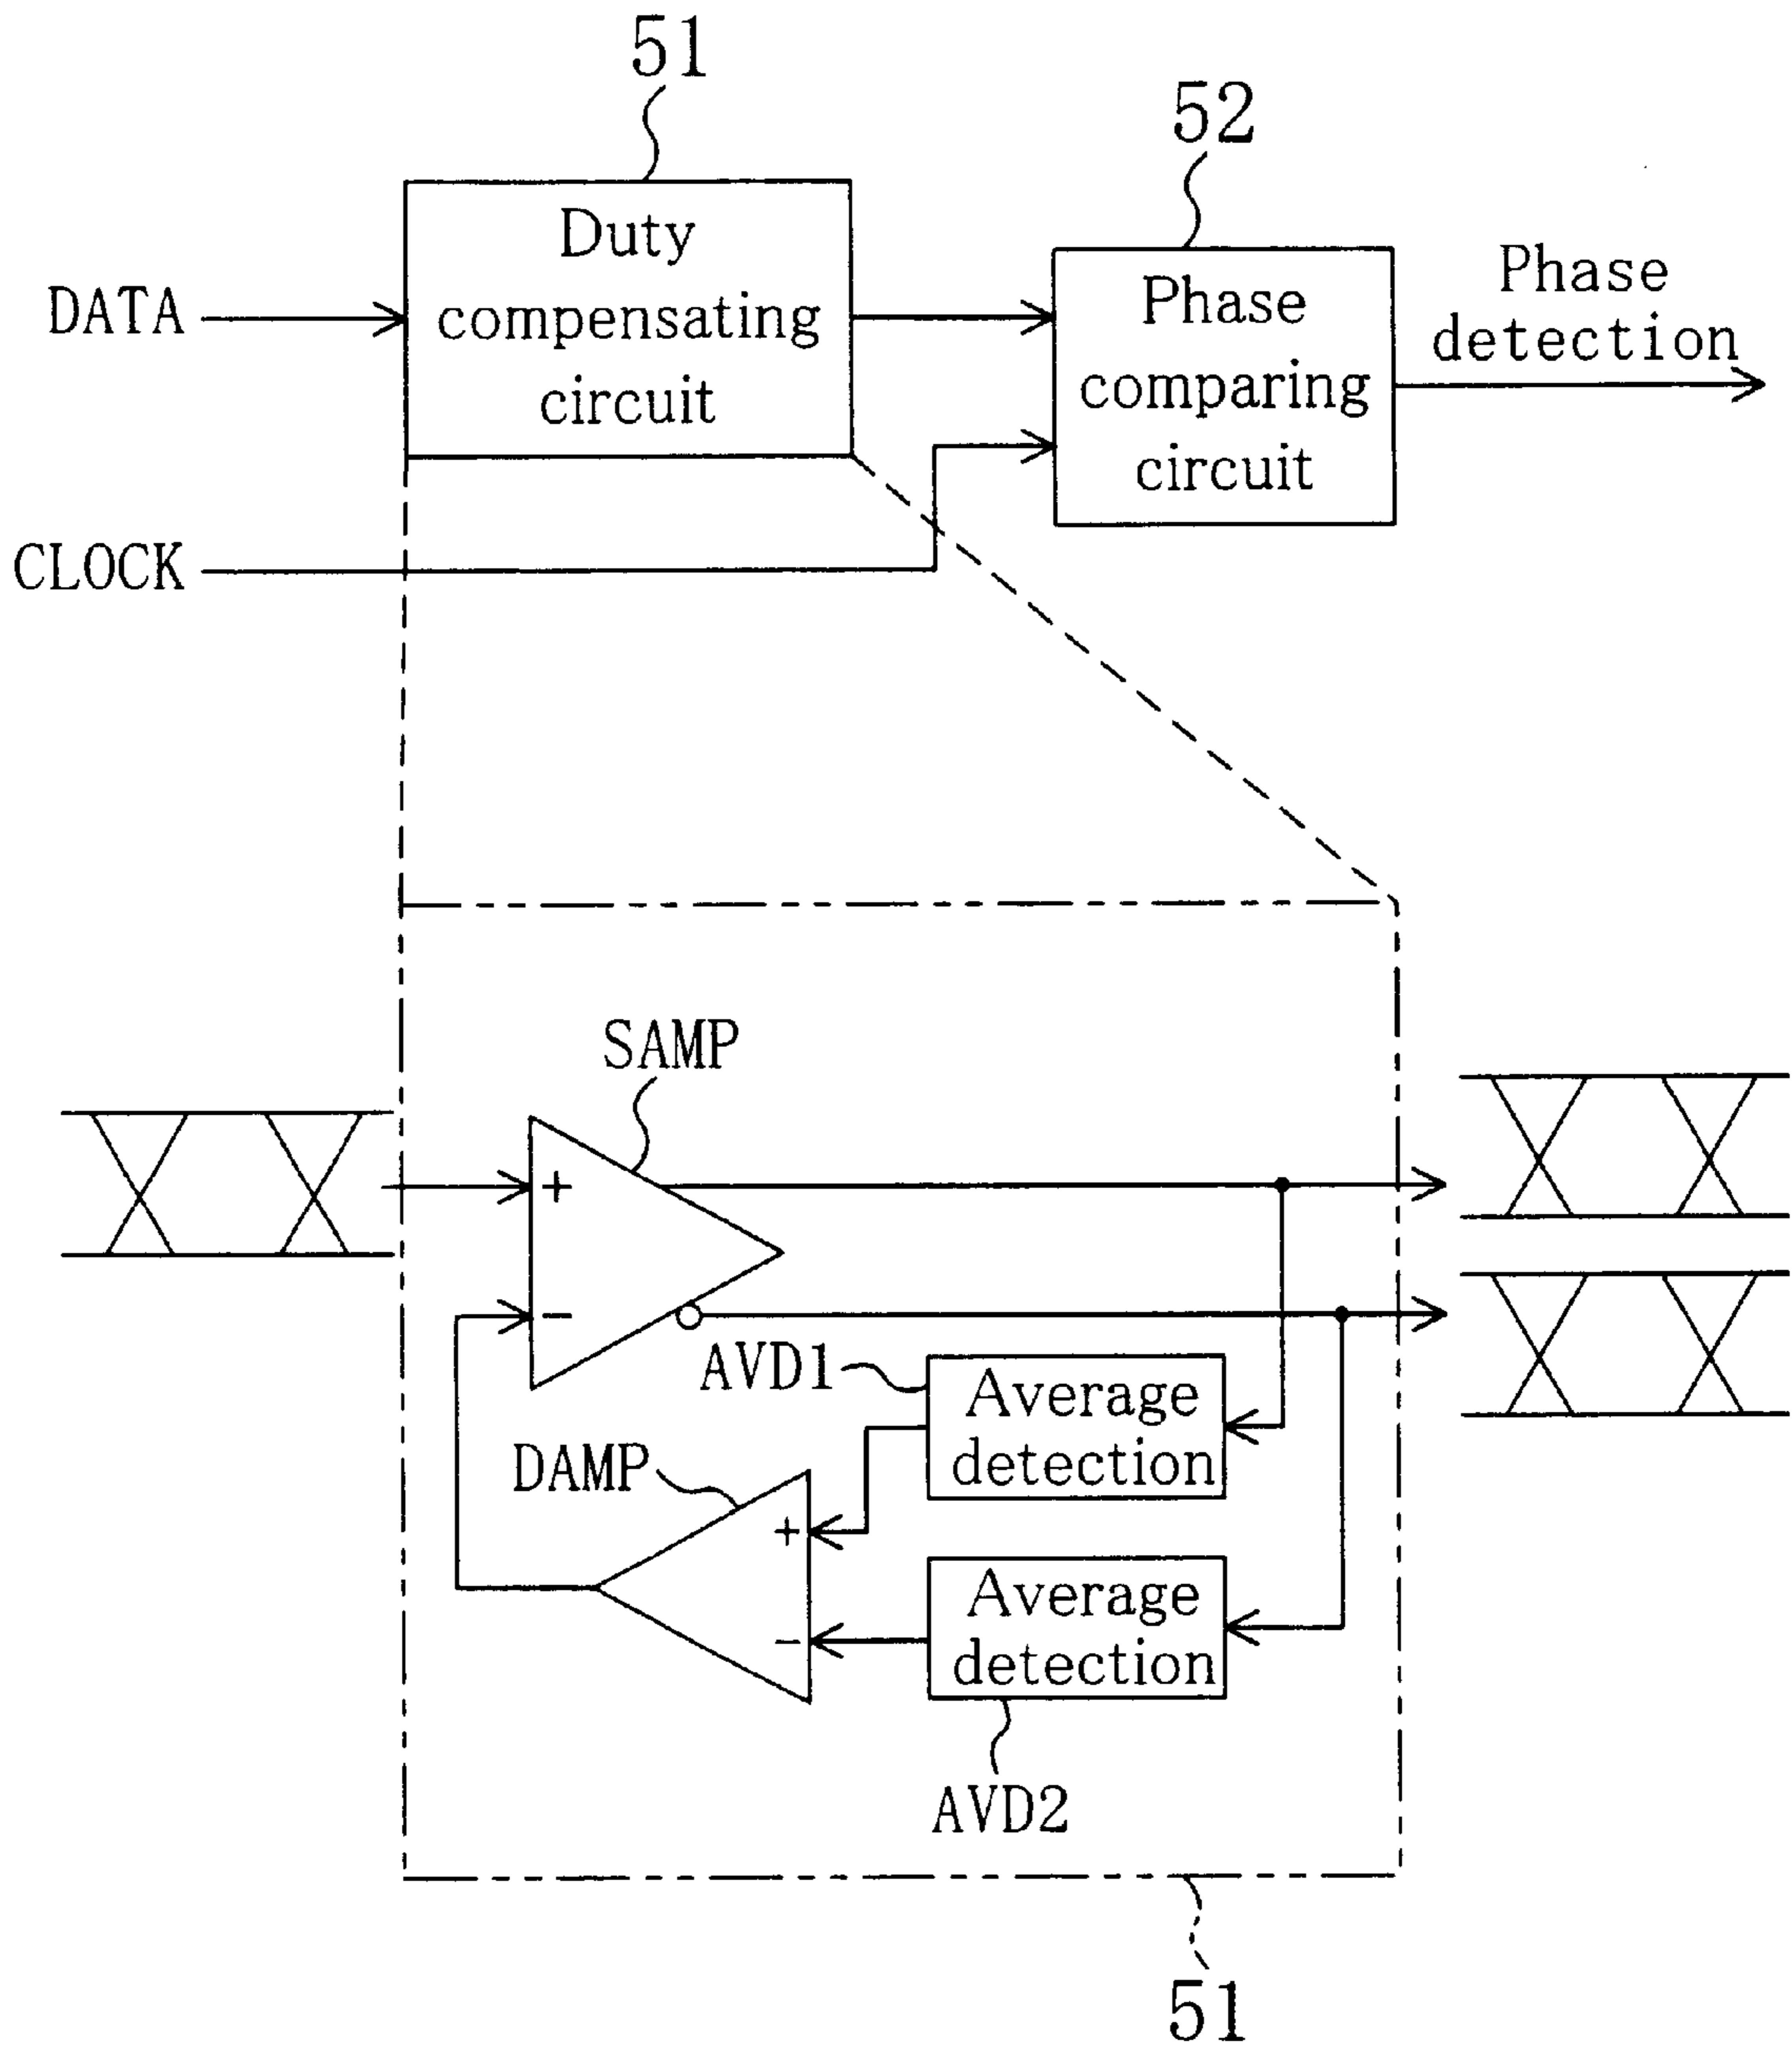 51
52
Duty
compensating
circuit
Phase
comparing
circuit
Phase
detection
DATA
CLOCK
SAMP
+
−
AVD1
Average
detection
DAMP
+
−
Average
detection
AVD2
51